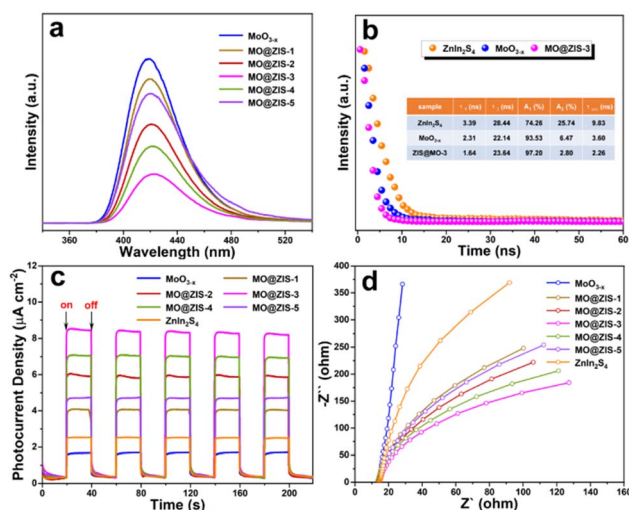 a
MoO3-x
MO@ZIS-1
MO@ZIS-2
MO@ZIS-3
MO@ZIS-4
MO@ZIS-5
Intensity (a.u.)
360 400 440 480 520
Wavelength (nm)
b
ZnIn2S4 MoO3-x MO@ZIS-3
sample τ1 (ns) τ1 (ns) A1 (%) A2 (%) (ns)
ZnIn2S4 3.39 28.44 74.26 25.74 9.83
MoO3-x 2.31 22.14 93.53 6.47 3.60
ZIS@MO-3 1.64 23.64 97.20 2.80 2.26
Intensity (a.u.)
0 10 20 30 40 50 60
Time (ns)
c
MoO3-x MO@ZIS-1
MO@ZIS-2 MO@ZIS-3
MO@ZIS-4 MO@ZIS-5
ZnIn2S4
on off
Photocurrent Density (μA cm-2)
14
12
10
8
6
4
2
0
0 40 80 120 160 200
Time (s)
d
MoO3-x
MO@ZIS-1
MO@ZIS-2
MO@ZIS-3
MO@ZIS-4
MO@ZIS-5
ZnIn2S4
-Z`` (ohm)
400
350
300
250
200
150
100
50
0
0 20 40 60 80 100 120 140
Z` (ohm)